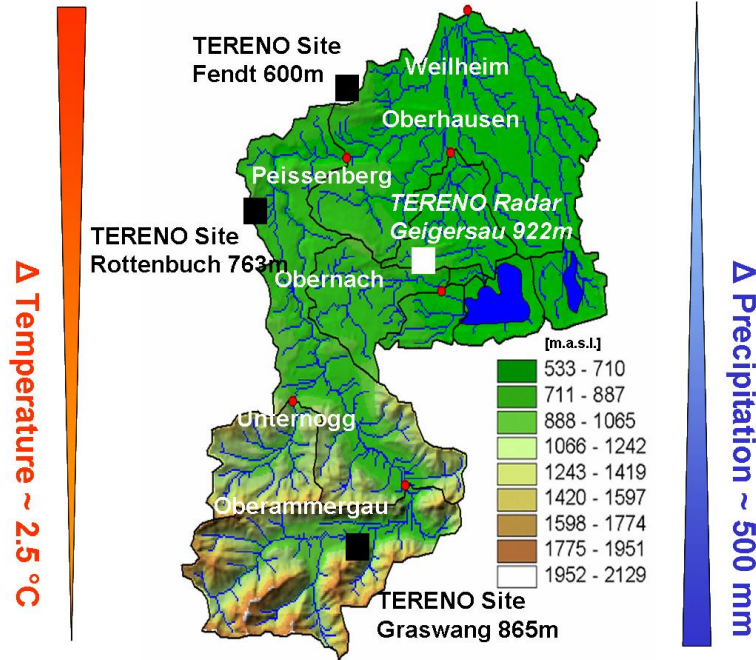 TERENO Site
Fendt 600m
Weilheim
Oberhausen
Peissenberg
TERENO Radar
Geigersau 922m
TERENO Site
Rottenbuch 763m
Obernach
Δ Temperature ~ 2.5 °C
Δ Precipitation ~ 500 mm
[m.a.s.l.]
533 - 710
711 - 887
888 - 1065
1066 - 1242
1243 - 1419
1420 - 1597
1598 - 1774
1775 - 1951
1952 - 2129
Unternogg
Oberammergau
TERENO Site
Graswang 865m